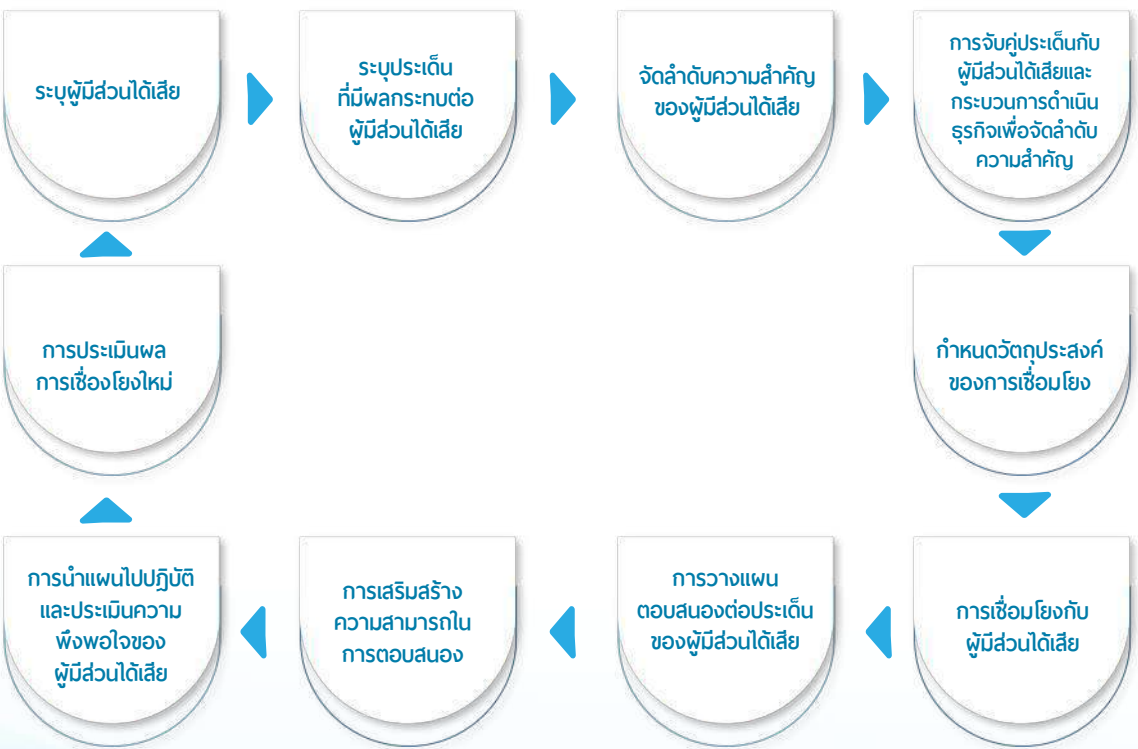 ระบุผู้มีส่วนได้เสีย
ระบุประเด็น
ที่มีผลกระทบต่อ
ผู้มีส่วนได้เสีย
จัดลำดับความสำคัญ
ของผู้มีส่วนได้เสีย
การจับคู่ประเด็นกับ
ผู้มีส่วนได้เสียและ
กระบวนการดำเนิน
ธุรกิจเพื่อจัดลำดับ
ความสำคัญ
กำหนดวัตถุประสงค์
ของการเชื่อมโยง
การเชื่อมโยงกับ
ผู้มีส่วนได้เสีย
การวางแผน
ตอบสนองต่อประเด็น
ของผู้มีส่วนได้เสีย
การเสริมสร้าง
ความสามารถใน
การตอบสนอง
การนำแผนไปปฏิบัติ
และประเมินความ
พึงพอใจของ
ผู้มีส่วนได้เสีย
การประเมินผล
การเชื่องโยงใหม่